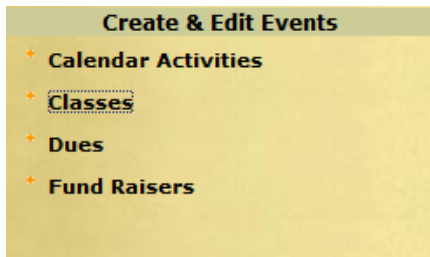 Create & Edit Events
Calendar Activities
Classes
Dues
Fund Raisers